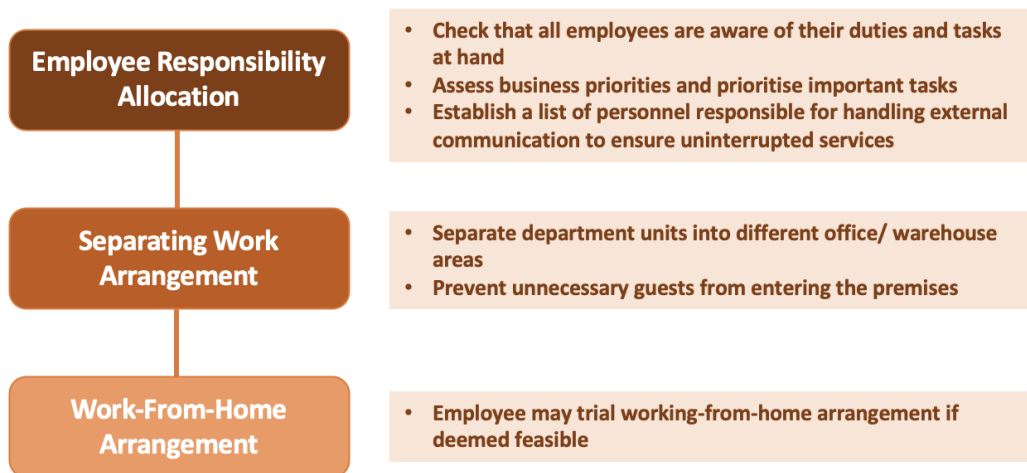 Employee Responsibility
Allocation
• Check that all employees are aware of their duties and tasks
at hand
• Assess business priorities and prioritise important tasks
• Establish a list of personnel responsible for handling external
communication to ensure uninterrupted services
Separating Work
Arrangement
• Separate department units into different office/ warehouse
areas
• Prevent unnecessary guests from entering the premises
Work-From-Home
Arrangement
• Employee may trial working-from-home arrangement if
deemed feasible